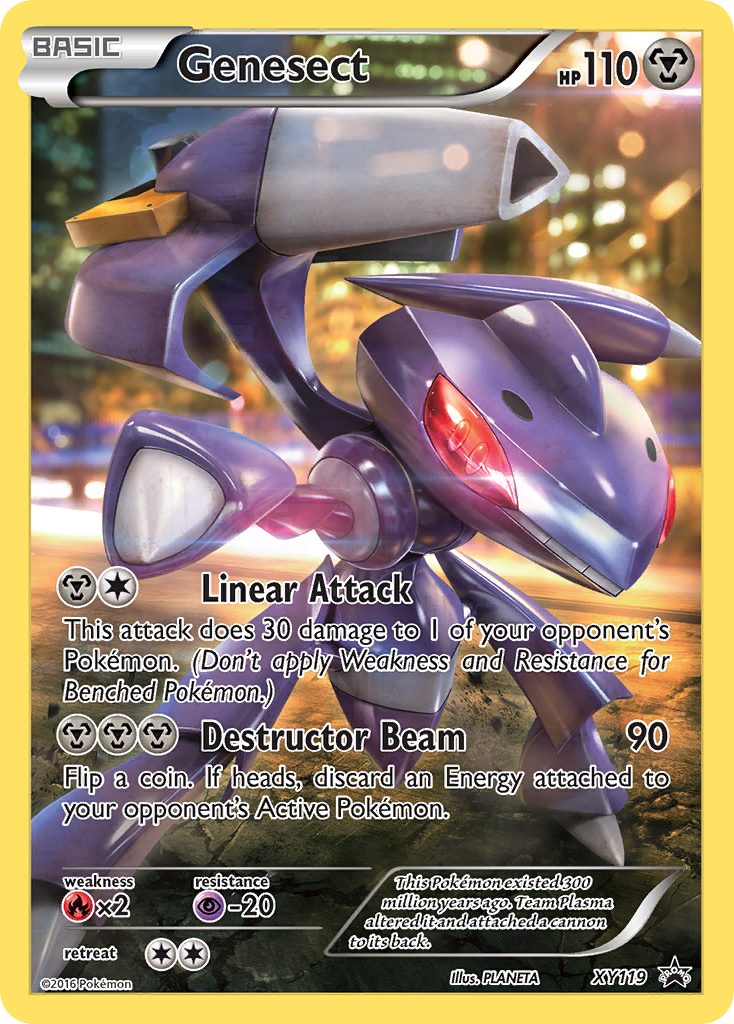 BASIC
Genesect
HP110
Linear Attack
This attack does 30 damage to 1 of your opponent's
Pokémon. (Don't apply Weakness and Resistance for
Benched Pokémon.)
Destructor Beam 90
Flip a coin. If heads, discard an Energy attached to
your opponent's Active Pokémon.
weakness resistance
×2 -20
This Pokémon existed 300
million years ago. Team Plasma
altered it and attached a cannon
to its back.
retreat
©2016 Pokémon
Illus. PLANETA
XY119
PROMO